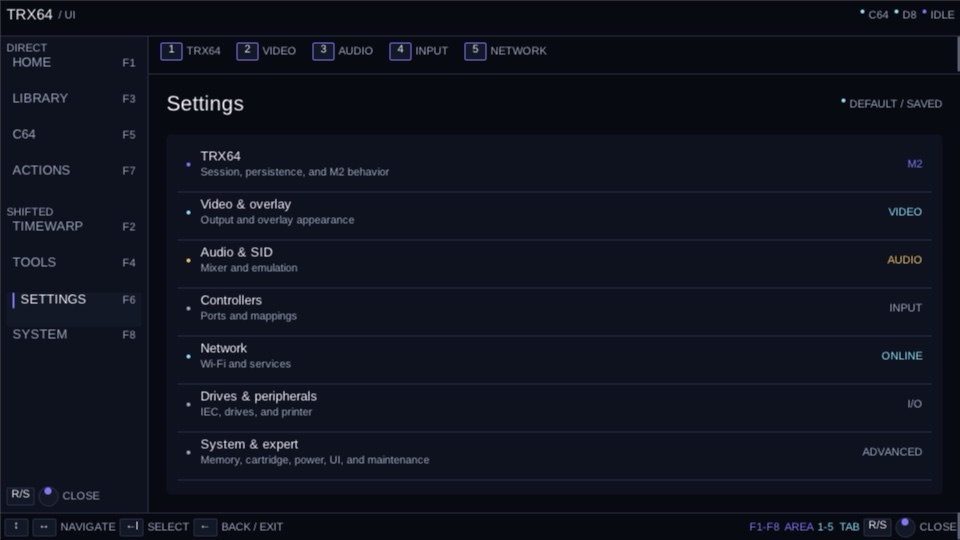 TRX64 / UI
C64 D8 IDLE
DIRECT
HOME F1
LIBRARY F3
C64 F5
ACTIONS F7
SHIFTED
TIMEWARP F2
TOOLS F4
SETTINGS F6
SYSTEM F8
R/S CLOSE
1 TRX64 2 VIDEO 3 AUDIO 4 INPUT 5 NETWORK
Settings
DEFAULT / SAVED
TRX64
Session, persistence, and M2 behavior
M2
Video & overlay
Output and overlay appearance
VIDEO
Audio & SID
Mixer and emulation
AUDIO
Controllers
Ports and mappings
INPUT
Network
Wi-Fi and services
ONLINE
Drives & peripherals
IEC, drives, and printer
I/O
System & expert
Memory, cartridge, power, UI, and maintenance
ADVANCED
↕ ↔ NAVIGATE ←I SELECT ← BACK / EXIT
F1-F8 AREA 1-5 TAB R/S CLOSE